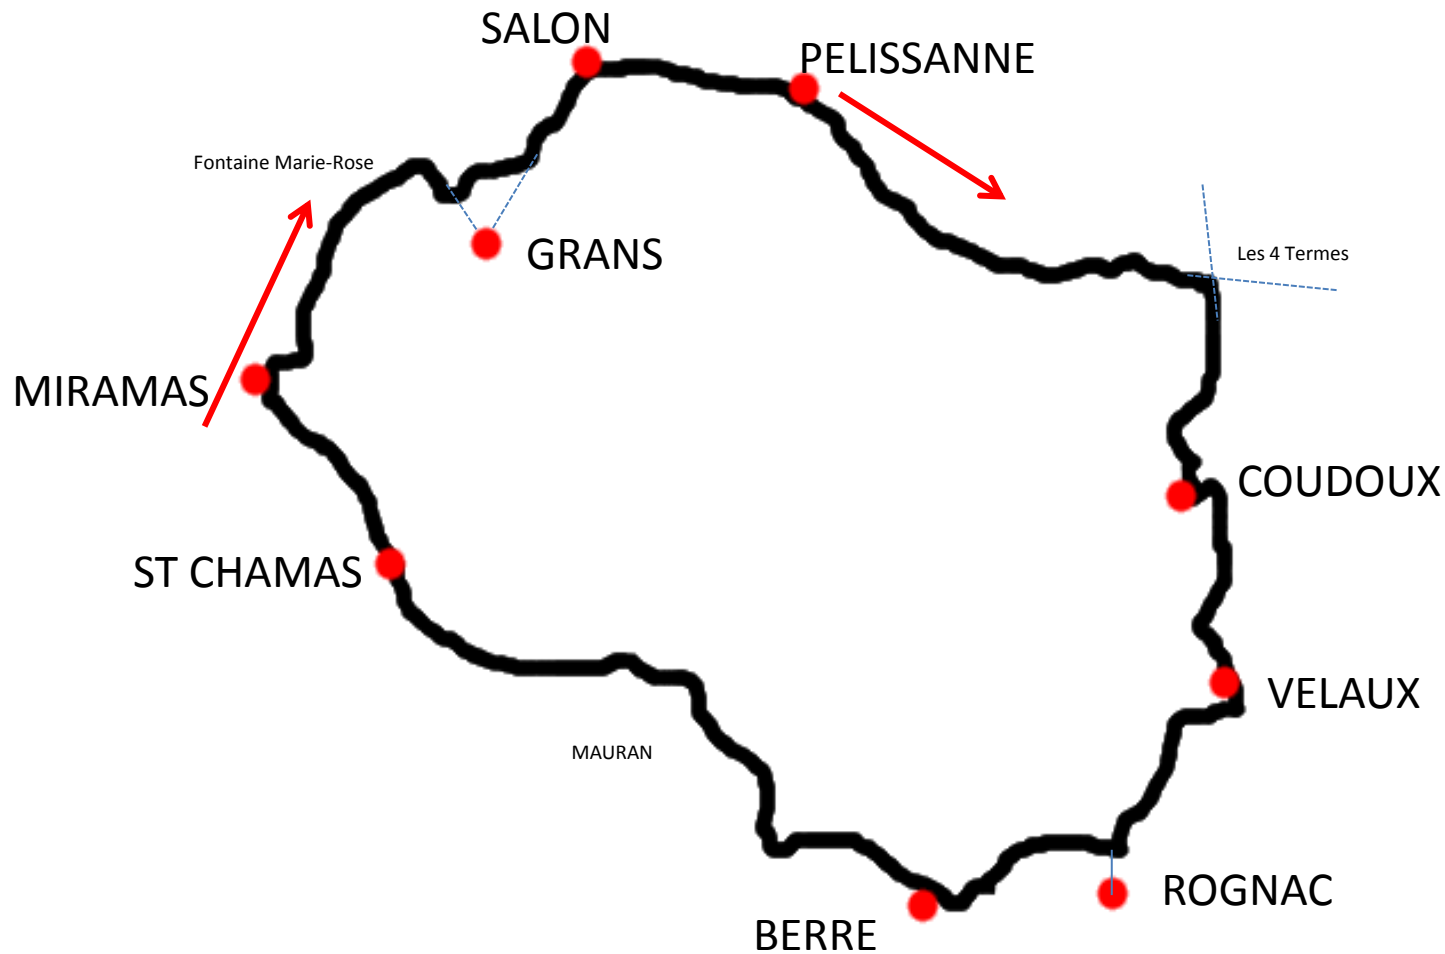 SALON
PELISSANNE
Fontaine Marie-Rose
GRANS
Les 4 Termes
MIRAMAS
COUDOUX
ST CHAMAS
VELAUX
MAURAN
ROGNAC
BERRE